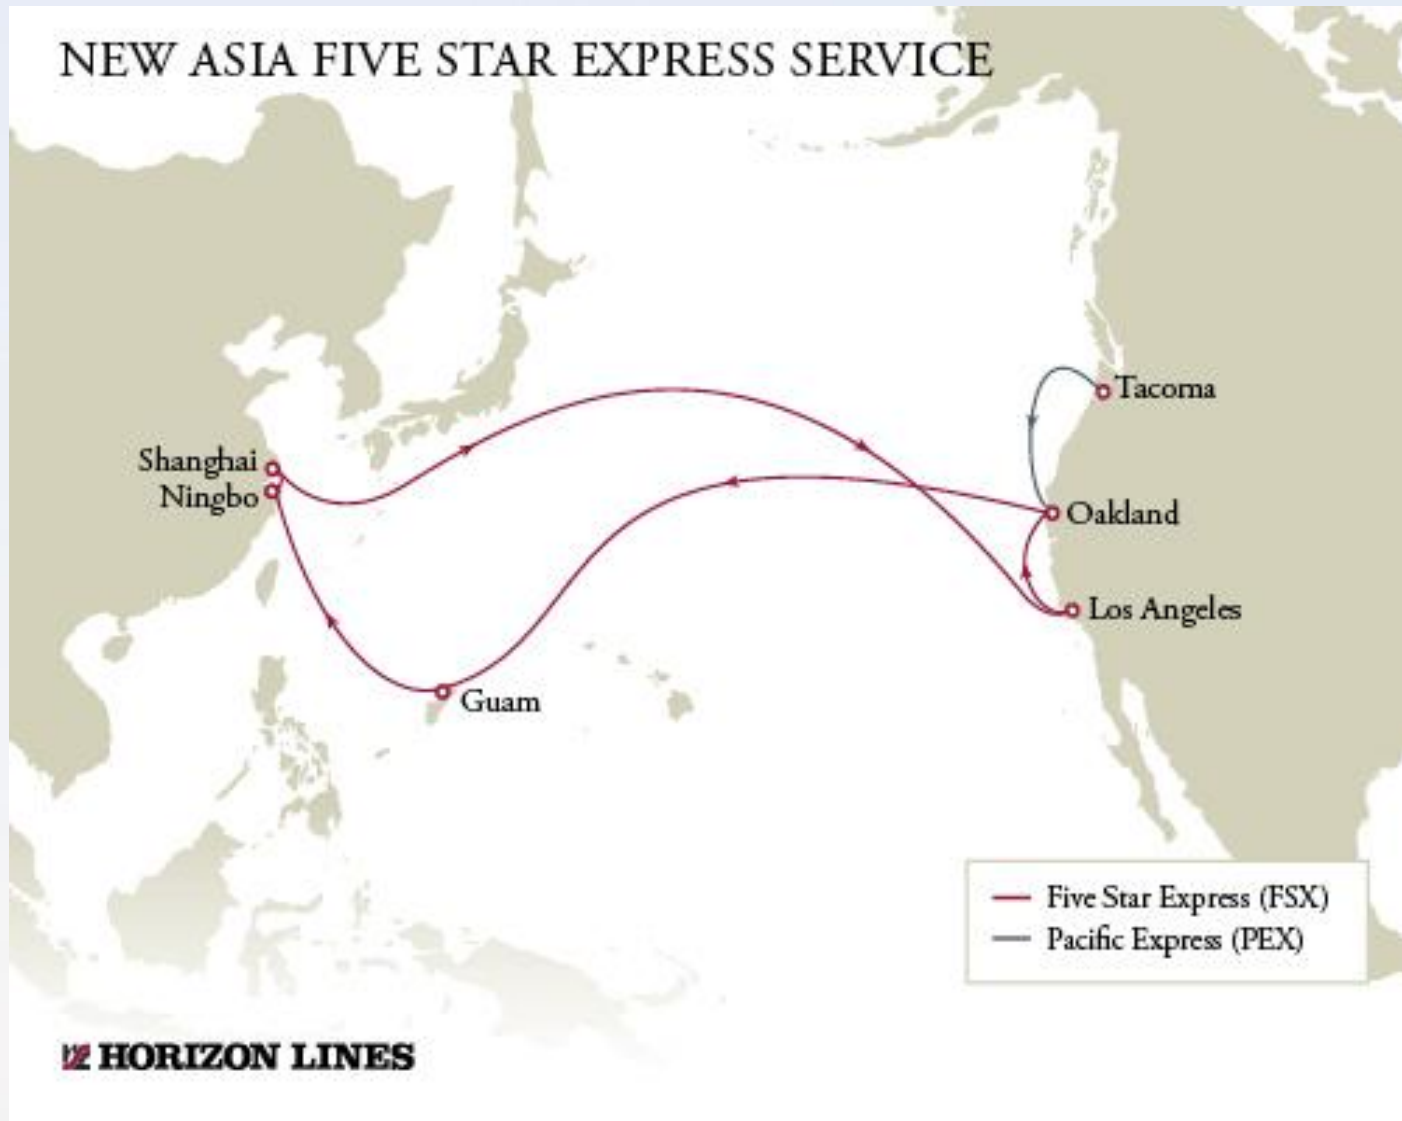 NEW ASIA FIVE STAR EXPRESS SERVICE
Tacoma
Shanghai
Ningbo
Oakland
Los Angeles
Guam
Five Star Express (FSX)
Pacific Express (PEX)
HORIZON LINES